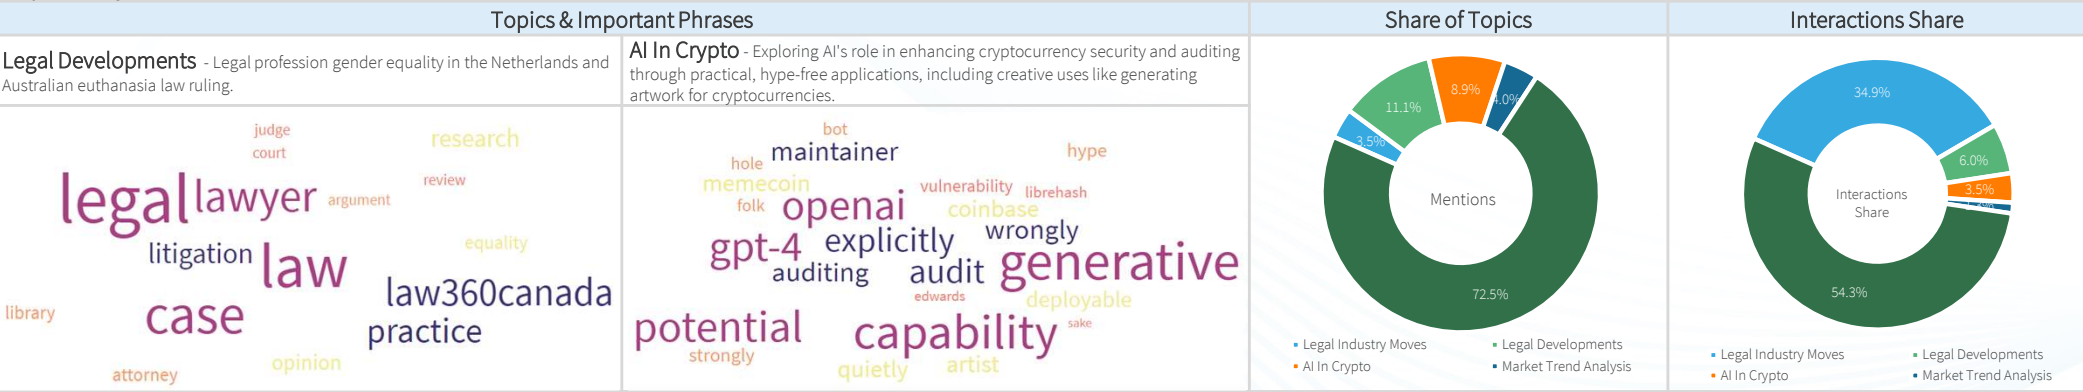 Topics & Important Phrases
Share of Topics
Interactions Share
Legal Developments - Legal profession gender equality in the Netherlands and
Australian euthanasia law ruling.
AI In Crypto - Exploring AI's role in enhancing cryptocurrency security and auditing
through practical, hype-free applications, including creative uses like generating
artwork for cryptocurrencies.
judge
court
research
review
legal
lawyer
argument
litigation
law
equality
law360canada
library
case
practice
opinion
attorney
bot
maintainer
hype
hole
memecoin
vulnerability
librehash
folk
openai
coinbase
gpt-4
explicitly
wrongly
auditing
audit
generative
edwards
deployable
potential
capability
sake
strongly
quietly
artist
8.9%
4.0%
11.1%
3.5%
Mentions
72.5%
Legal Industry Moves
Legal Developments
AI In Crypto
Market Trend Analysis
34.9%
6.0%
3.5%
Interactions
Share
54.3%
Legal Industry Moves
Legal Developments
AI In Crypto
Market Trend Analysis